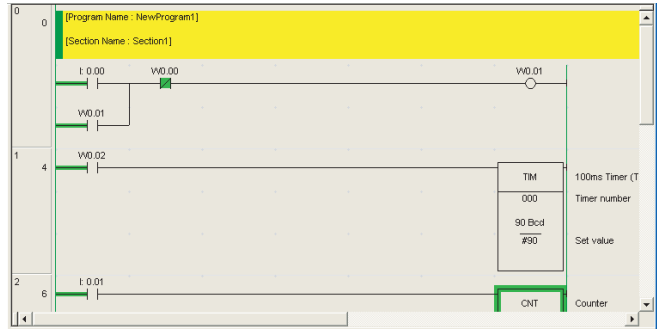 0
0
[Program Name : NewProgram1]
[Section Name : Section1]
I: 0.00
W0.00
W0.01
W0.01
1
4
W0.02
TIM
100ms Timer (T
000
Timer number
90 Bcd
#90
Set value
2
6
I: 0.01
CNT
Counter